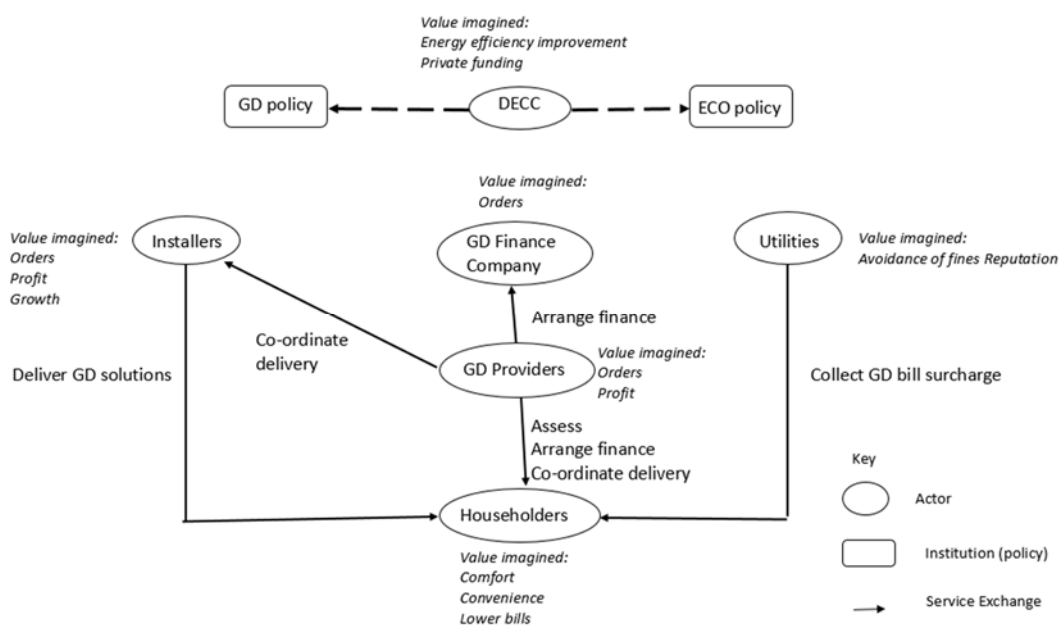 Value imagined:
Energy efficiency improvement
Private funding
GD policy
DECC
ECO policy
Value imagined:
Orders
Value imagined:
Orders
Profit
Growth
Installers
GD Finance
Company
Utilities
Value imagined:
Avoidance of fines Reputation
Arrange finance
Co-ordinate
delivery
Deliver GD solutions
GD Providers
Value imagined:
Orders
Profit
Collect GD bill surcharge
Assess
Arrange finance
Co-ordinate delivery
Householders
Value imagined:
Comfort
Convenience
Lower bills
Key
Actor
Institution (policy)
Service Exchange